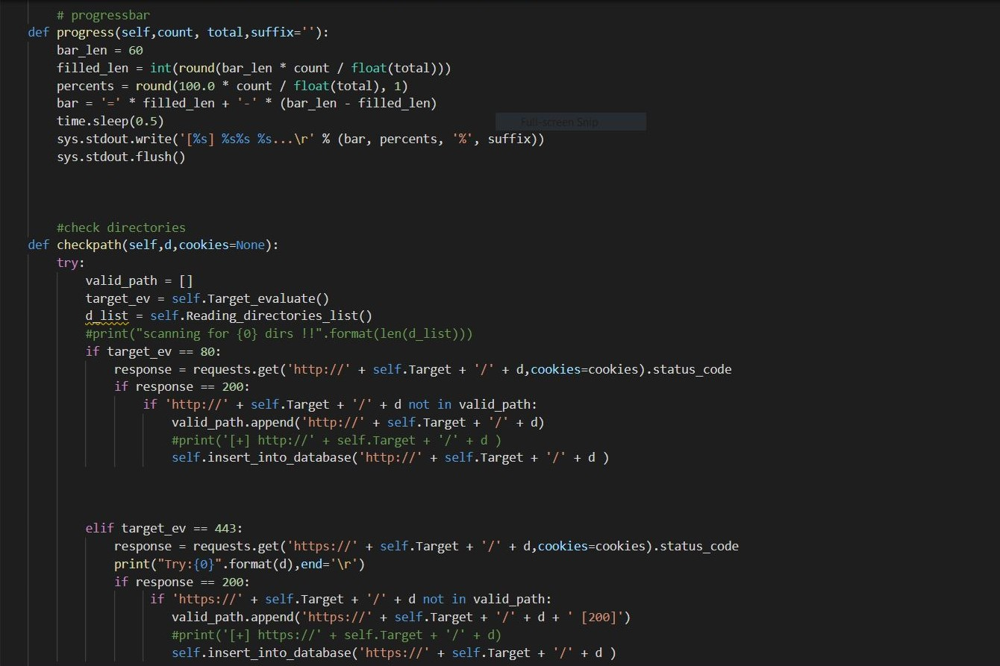 # progressbar
def progress(self,count, total,suffix=''):
bar_len = 60
filled_len = int(round(bar_len * count / float(total)))
percents = round(100.0 * count / float(total), 1)
bar = '=' * filled_len + '-' * (bar_len - filled_len)
time.sleep(0.5)
Full-screen Snip
sys.stdout.write('[%s] %s%s %s...\r' % (bar, percents, '%', suffix))
sys.stdout.flush()
#check directories
def checkpath(self,d,cookies=None):
try:
valid_path = []
target_ev = self.Target_evaluate()
d_list = self.Reading_directories_list()
#print("scanning for {0} dirs !!".format(len(d_list)))
if target_ev == 80:
response = requests.get('http://' + self.Target + '/' + d,cookies=cookies).status_code
if response == 200:
if 'http://' + self.Target + '/' + d not in valid_path:
valid_path.append('http://' + self.Target + '/' + d)
#print('[+] http://' + self.Target + '/' + d )
self.insert_into_database('http://' + self.Target + '/' + d )
elif target_ev == 443:
response = requests.get('https://' + self.Target + '/' + d,cookies=cookies).status_code
print("Try:{0}".format(d),end='\r')
if response == 200:
if 'https://' + self.Target + '/' + d not in valid_path:
valid_path.append('https://' + self.Target + '/' + d + ' [200]')
#print('[+] https://' + self.Target + '/' + d)
self.insert_into_database('https://' + self.Target + '/' + d )